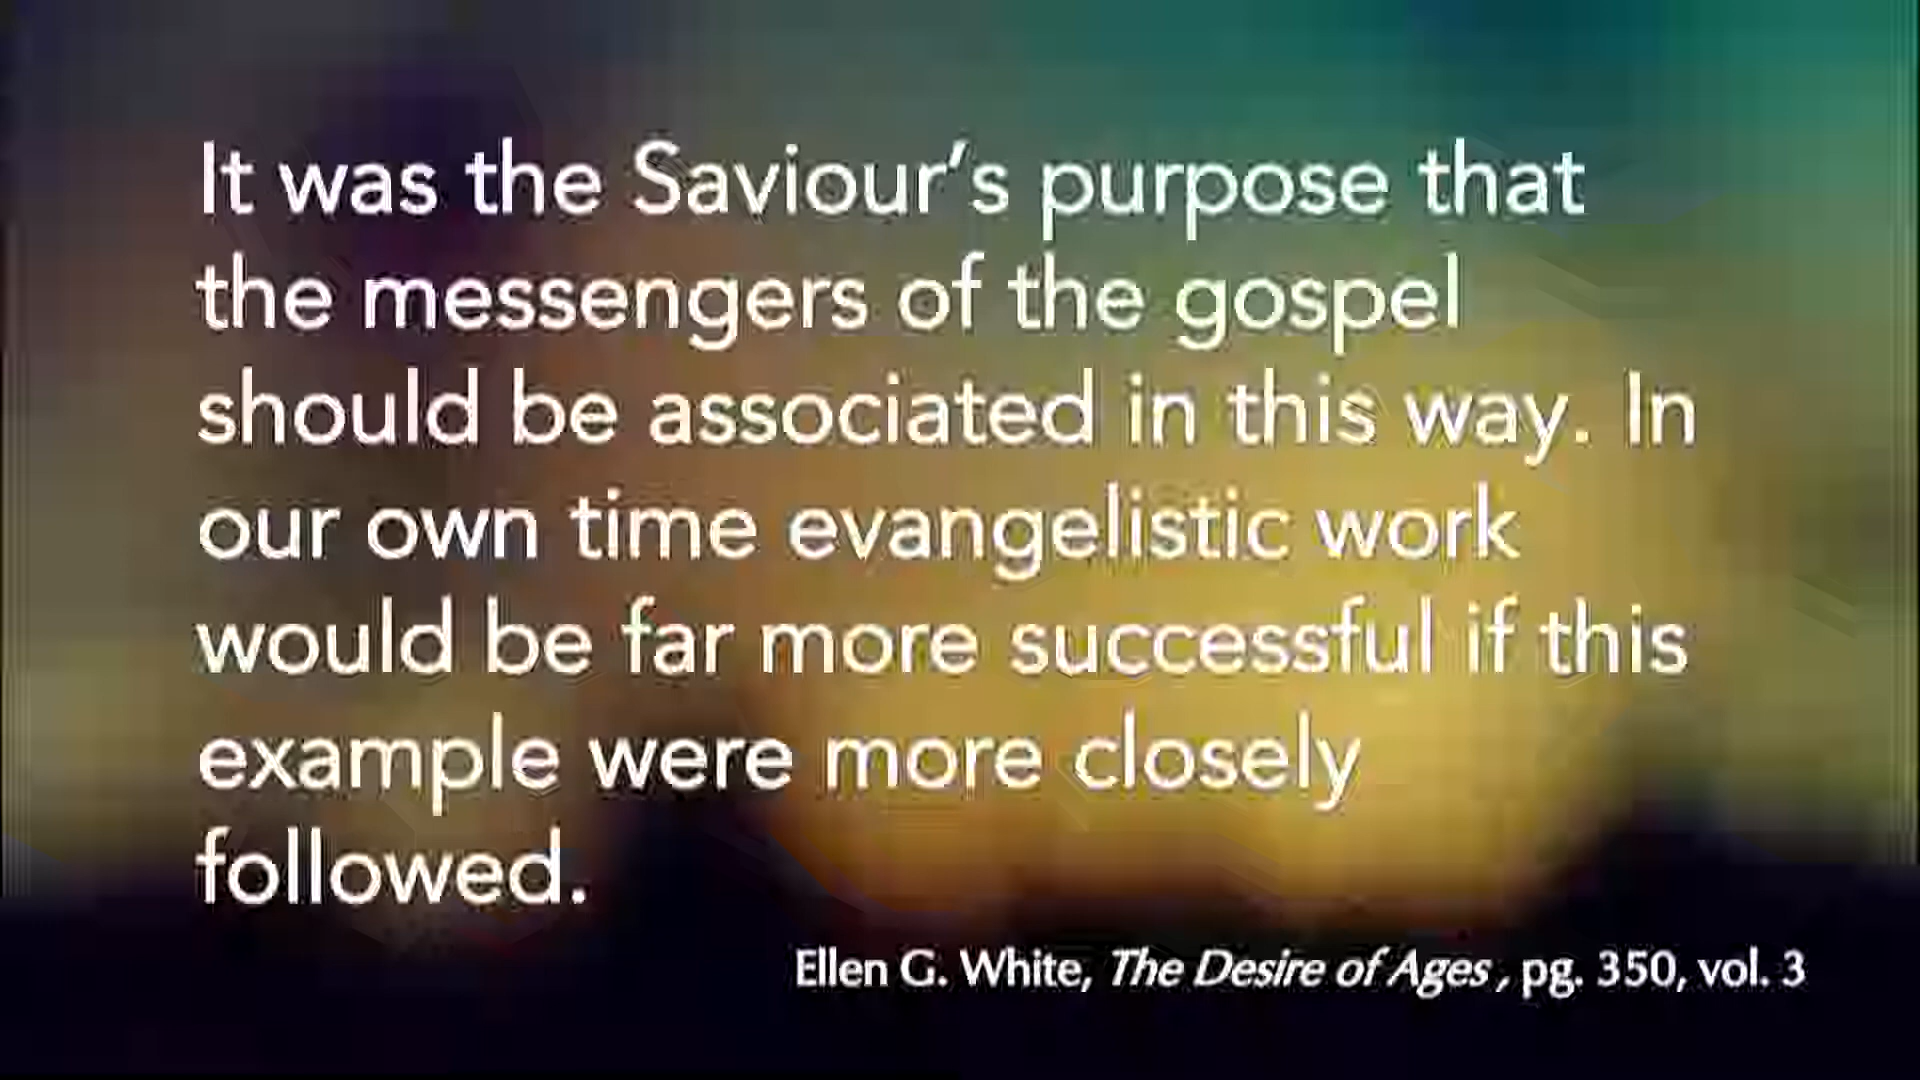 It was the Saviour’s purpose that
the messengers of the gospel
should be associated in this way. In
our own time evangelistic work
would be far more successful if this
example were more closely
followed.
Ellen G. White, The Desire of Ages , pg. 350, vol. 3